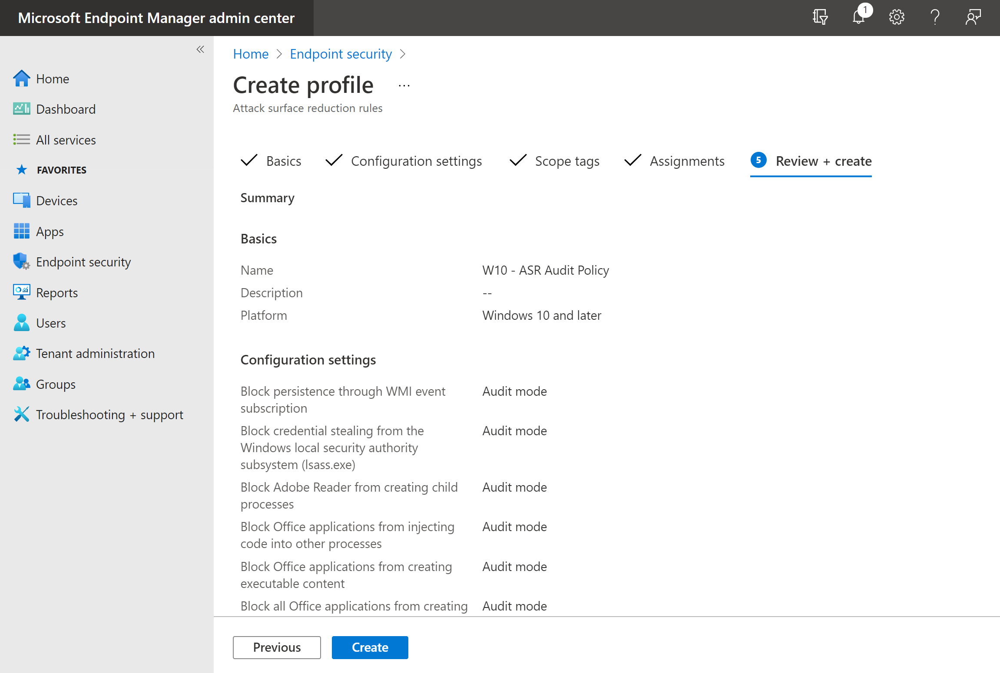 Microsoft Endpoint Manager admin center
1
Home
Dashboard
All services
FAVORITES
Devices
Apps
Endpoint security
Reports
Users
Tenant administration
Groups
Troubleshooting + support
Home > Endpoint security >
Create profile ...
Attack surface reduction rules
Basics Configuration settings Scope tags Assignments 5 Review + create
Summary
Basics
Name W10 - ASR Audit Policy
Description --
Platform Windows 10 and later
Configuration settings
Block persistence through WMI event Audit mode
subscription
Block credential stealing from the Audit mode
Windows local security authority
subsystem (lsass.exe)
Block Adobe Reader from creating child Audit mode
processes
Block Office applications from injecting Audit mode
code into other processes
Block Office applications from creating Audit mode
executable content
Block all Office applications from creating Audit mode
Previous Create